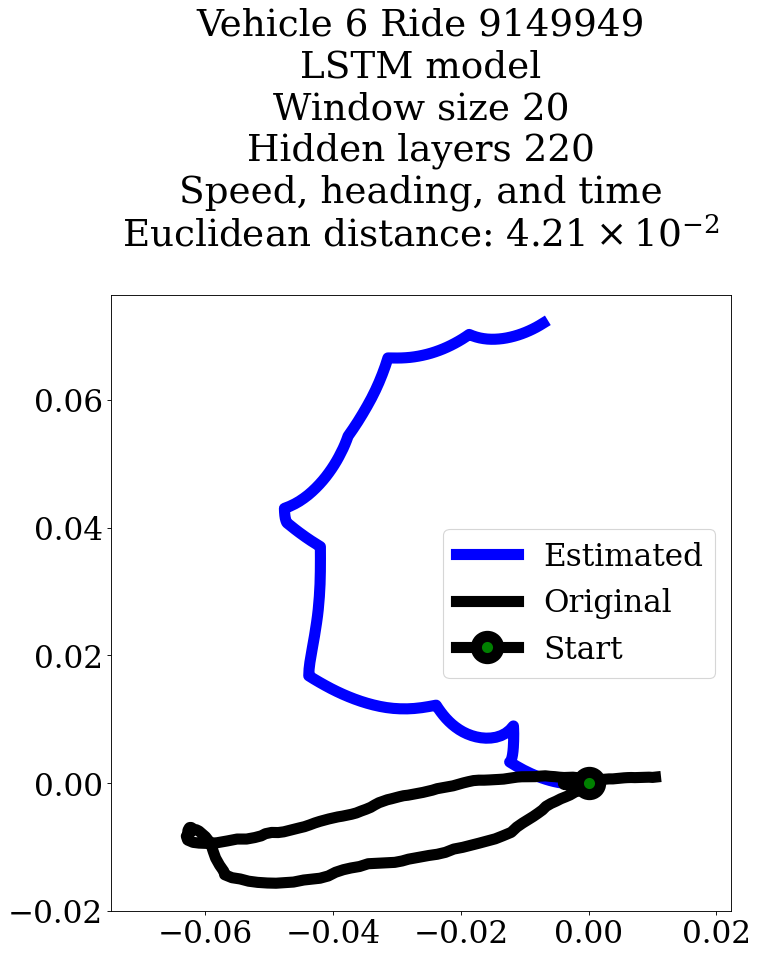 Vehicle 6 Ride 9149949
LSTM model
Window size 20
Hidden layers 220
Speed, heading, and time
Euclidean distance: 4.21 × 10⁻²
0.06
0.04
Estimated
Original
0.02
Start
0.00
−0.02
−0.06 −0.04 −0.02 0.00 0.02